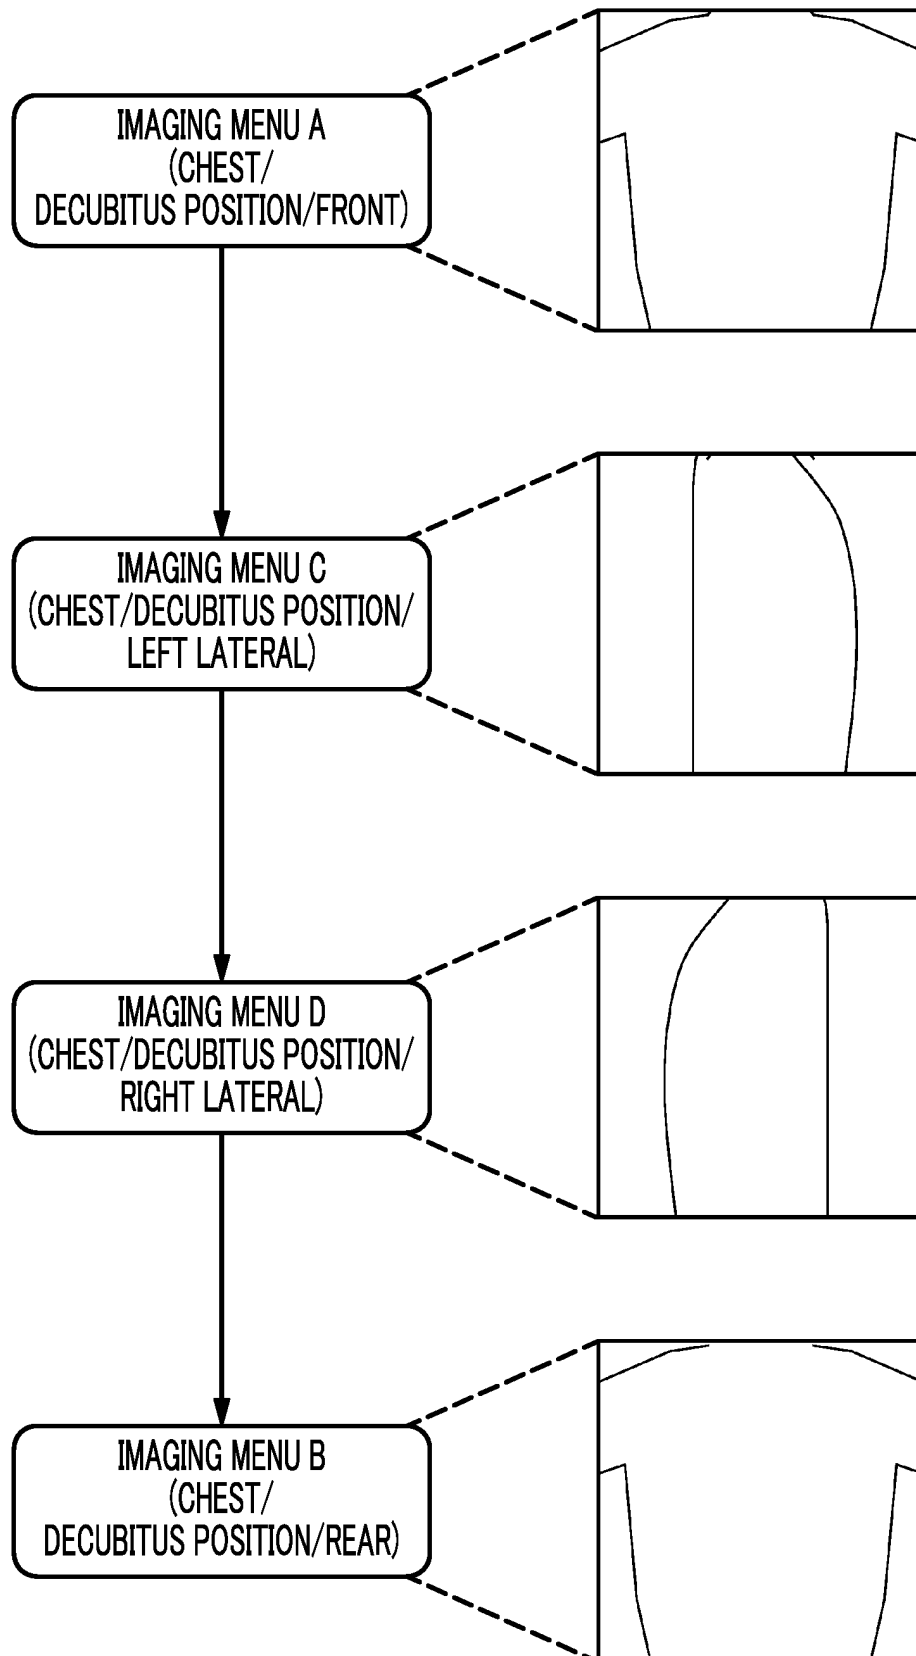 IMAGING MENU A
(CHEST/
DECUBITUS POSITION/FRONT)
IMAGING MENU C
(CHEST/DECUBITUS POSITION/
LEFT LATERAL)
IMAGING MENU D
(CHEST/DECUBITUS POSITION/
RIGHT LATERAL)
IMAGING MENU B
(CHEST/
DECUBITUS POSITION/REAR)